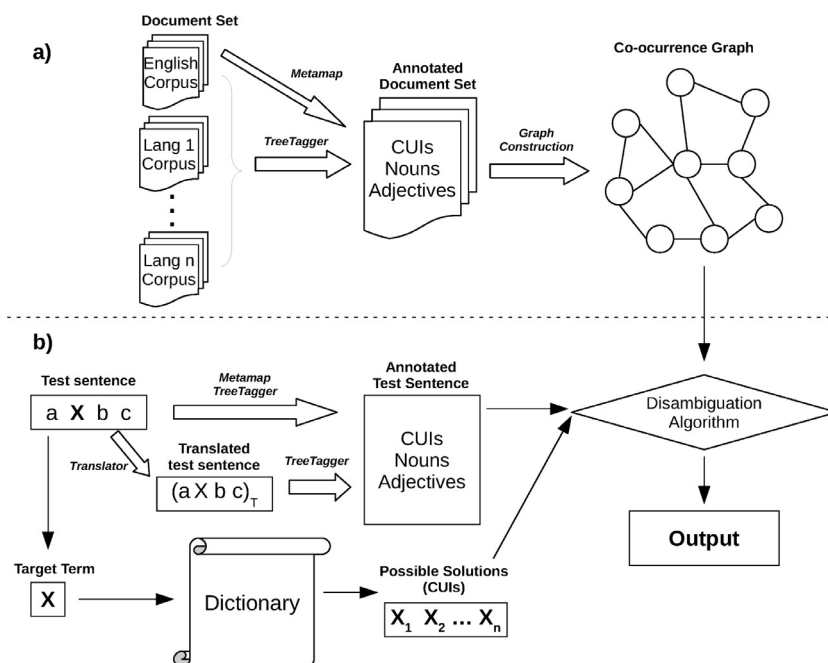 a)
Document Set
English
Corpus
Lang 1
Corpus
Lang n
Corpus
Metamap
TreeTagger
Annotated
Document Set
CUIs
Nouns
Adjectives
Graph
Construction
Co-ocurrence Graph
b)
Test sentence
a X b c
Metamap
TreeTagger
Translator
Translated
test sentence
(a X b c)T
TreeTagger
Annotated
Test Sentence
CUIs
Nouns
Adjectives
Disambiguation
Algorithm
Output
Target Term
X
Dictionary
Possible Solutions
(CUIs)
X1 X2 ... Xn